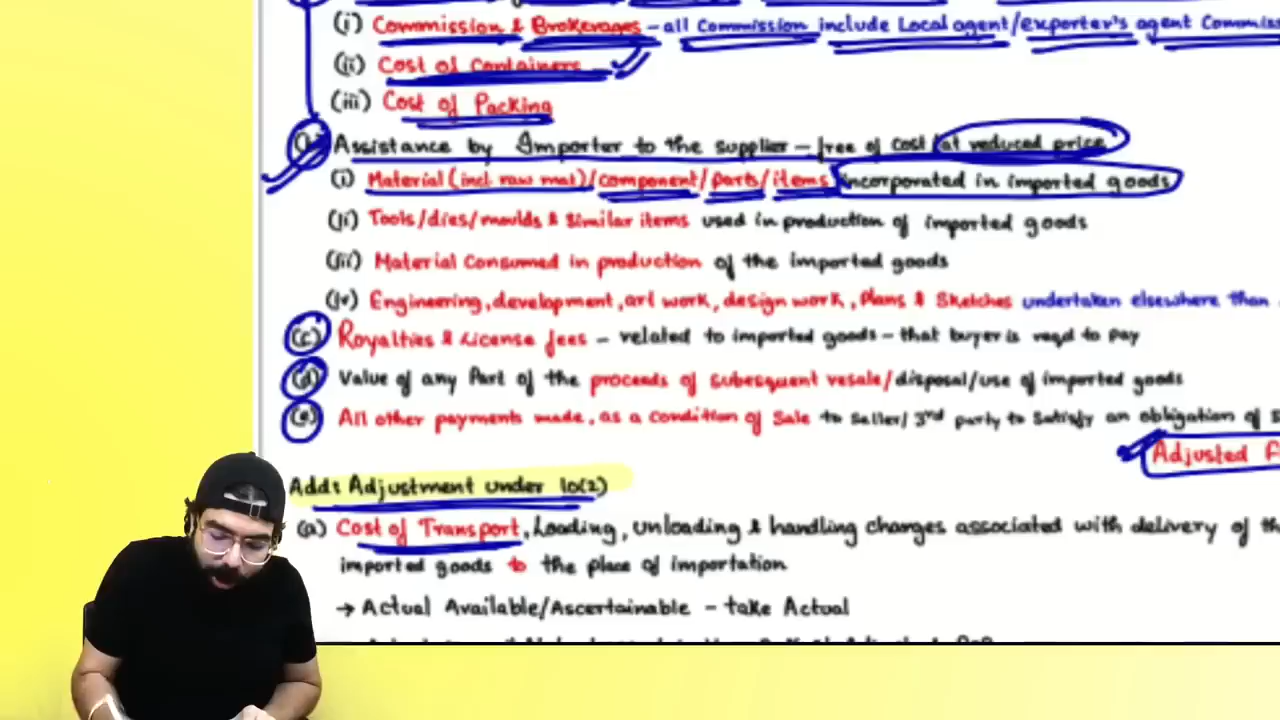 (i) Commission & Brokerages - all Commission include Local agent/exporter's agent
(ii) Cost of Containers
(iii) Cost of Packing
Assistance by Importer to the supplier - free of cost/at reduced price
(i) Material (incl raw mat)/component/parts/items incorporated in imported goods
(ii) Tools/dies/moulds & Similar items used in production of imported goods
(iii) Material Consumed in production of the imported goods
(iv) Engineering, development, art work, design work, Plans & Sketches undertaken elsewhere than
(c) Royalties & License fees - related to imported goods - that buyer is reqd to pay
(d) Value of any Part of the proceeds of subsequent resale/disposal/use of imported goods
(e) All other payments made, as a condition of Sale to Seller/3rd party to Satisfy an obligation of
Adjusted
Add: Adjustment under 10(2)
(a) Cost of Transport, Loading, Unloading & handling charges associated with delivery of
imported goods to the place of importation
→ Actual Available/Ascertainable - take Actual